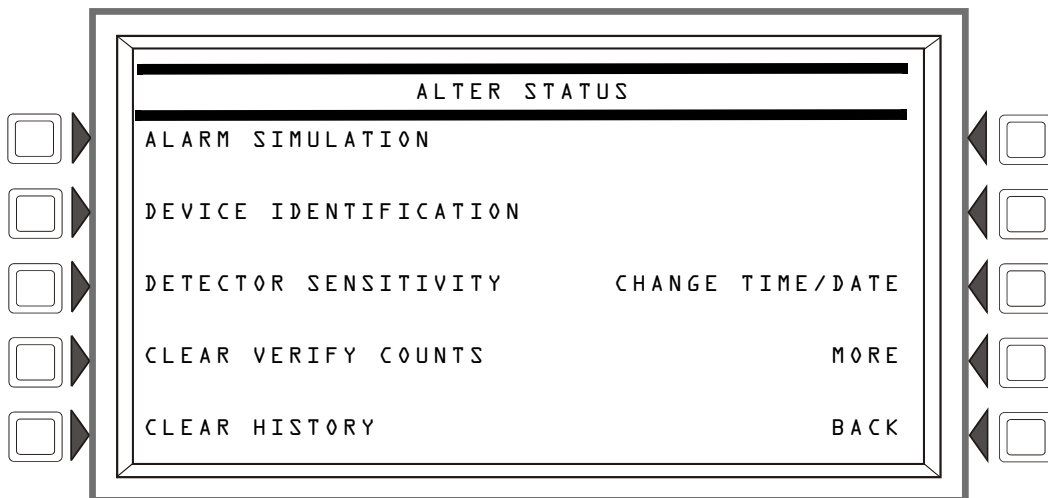 ALTER STATUS
ALARM SIMULATION
DEVICE IDENTIFICATION
DETECTOR SENSITIVITY CHANGE TIME/DATE
CLEAR VERIFY COUNTS MORE
CLEAR HISTORY BACK